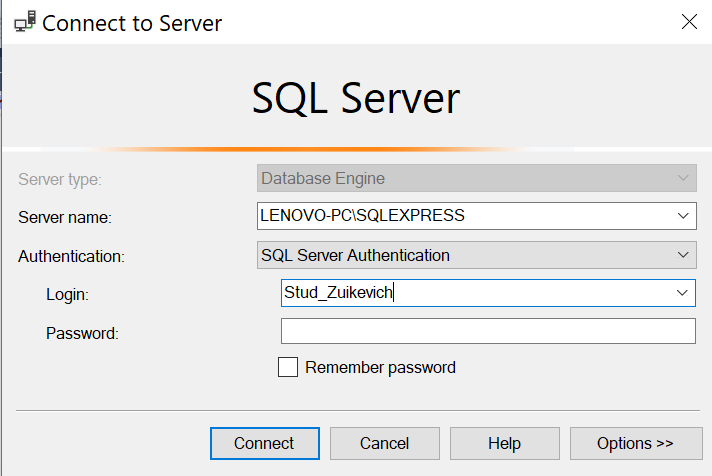 Connect to Server
SQL Server
Server type: Database Engine
Server name: LENOVO-PC\SQLEXPRESS
Authentication: SQL Server Authentication
Login: Stud_Zuikevich
Password:
Remember password
Connect Cancel Help Options >>